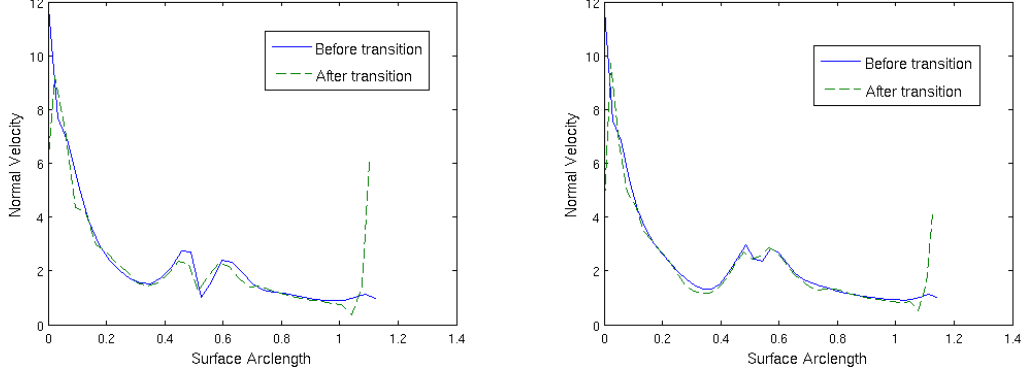 12
10
8
6
4
2
0
Normal Velocity
Before transition
After transition
0 0.2 0.4 0.6 0.8 1 1.2 1.4
Surface Arclength
12
10
8
6
4
2
0
Normal Velocity
Before transition
After transition
0 0.2 0.4 0.6 0.8 1 1.2 1.4
Surface Arclength